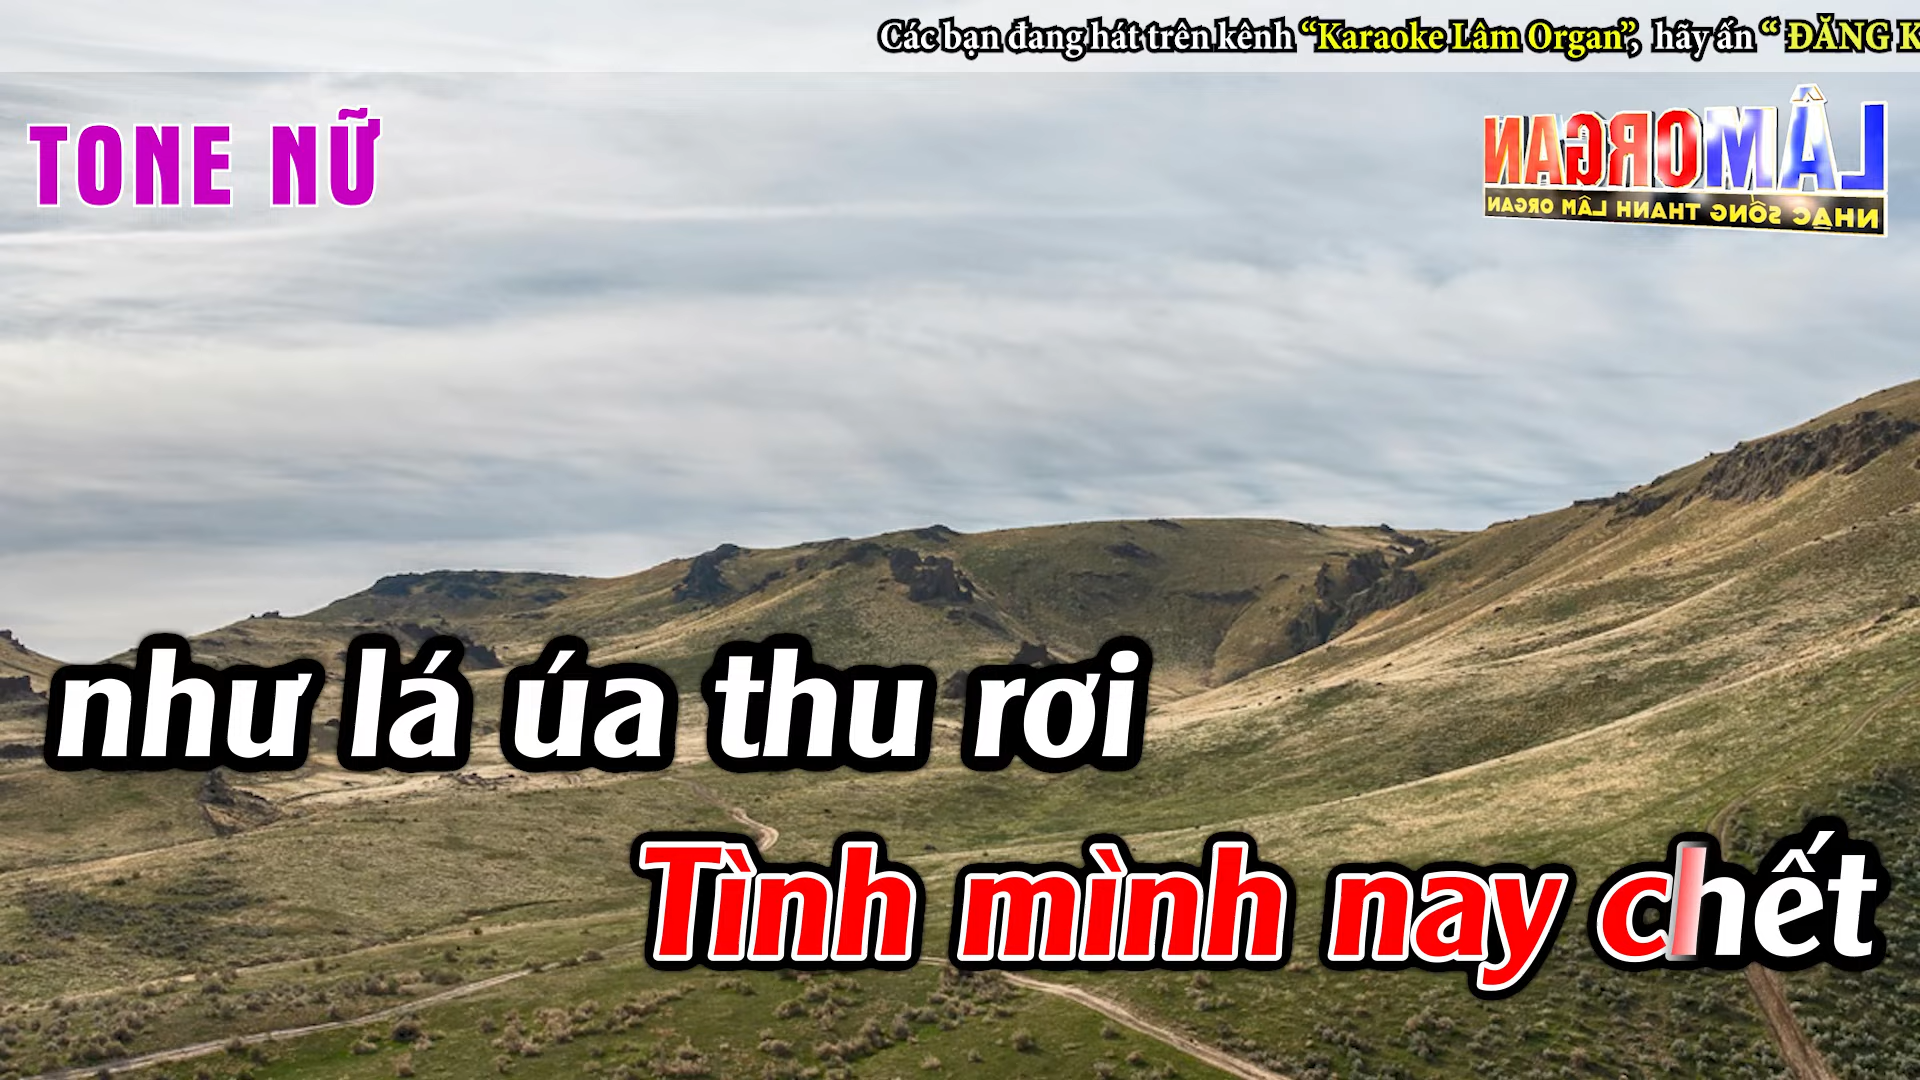 Các bạn đang hát trên kênh “Karaoke Lâm Organ”, hãy ấn “ ĐĂNG K
TONE NỮ
LÂM ORGAN
NHẠC SỐNG THANH LÂM ORGAN
như lá úa thu rơi
Tình mình nay chết